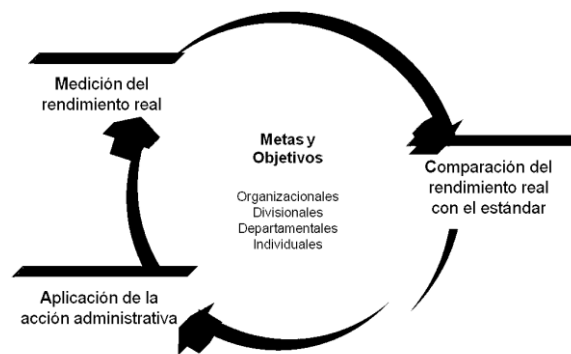 Medición del
rendimiento real
Metas y
Objetivos
Organizacionales
Divisionales
Departamentales
Individuales
Comparación del
rendimiento real
con el estándar
Aplicación de la
acción administrativa